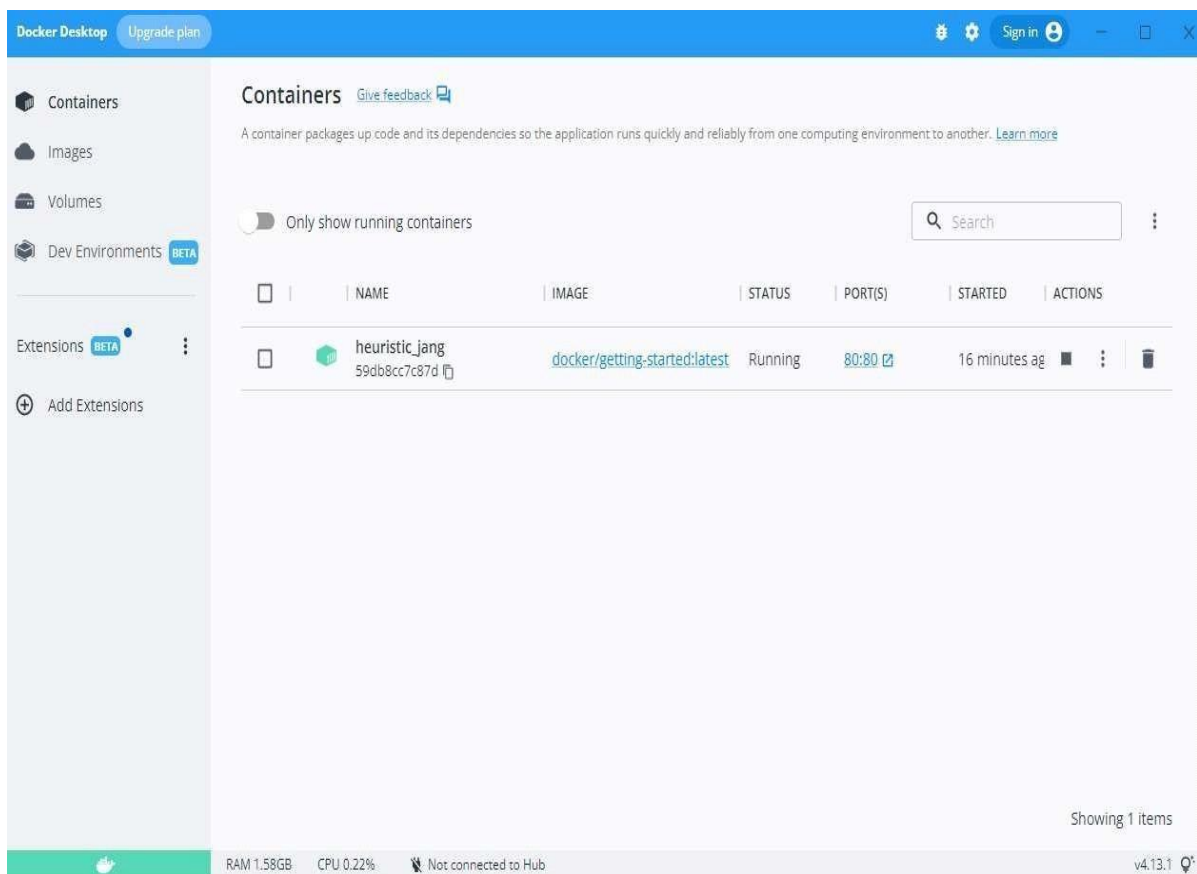 Docker Desktop Upgrade plan Sign in
Containers
Images
Volumes
Dev Environments BETA
Extensions BETA
Add Extensions
Containers Give feedback
A container packages up code and its dependencies so the application runs quickly and reliably from one computing environment to another. Learn more
Only show running containers Search
NAME IMAGE STATUS PORT(S) STARTED ACTIONS
heuristic_jang docker/getting-started:latest Running 80:80 16 minutes ag
59db8cc7c87d
Showing 1 items
RAM 1.58GB CPU 0.22% Not connected to Hub v4.13.1